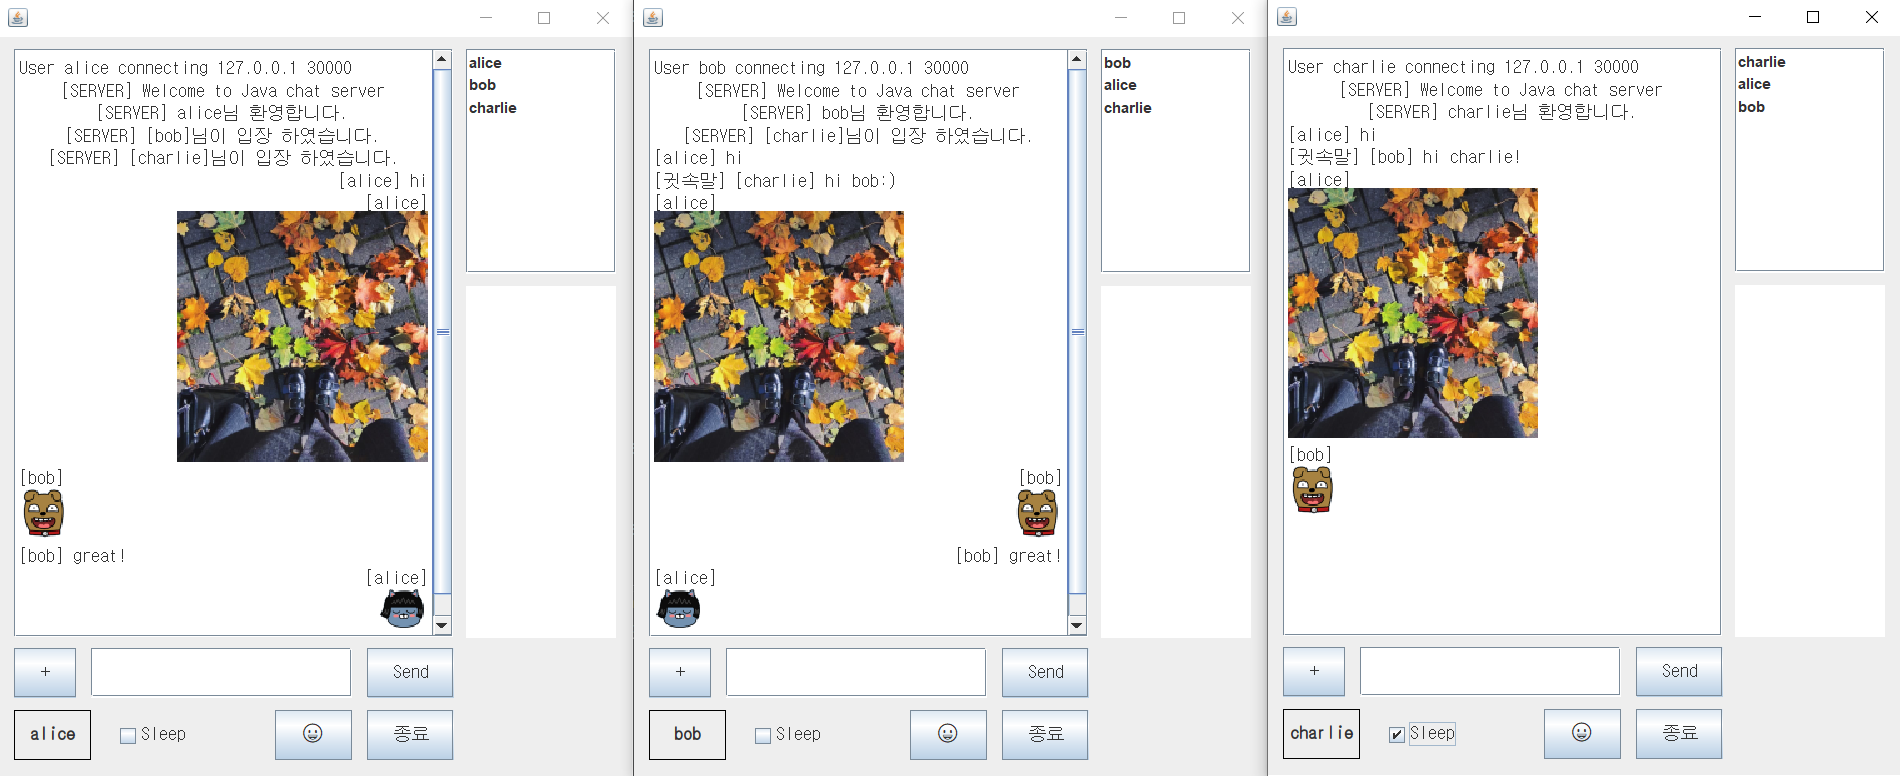 User alice connecting 127.0.0.1 30000
[SERVER] Welcome to Java chat server
[SERVER] alice님 환영합니다.
[SERVER] [bob]님이 입장 하였습니다.
[SERVER] [charlie]님이 입장 하였습니다.
[alice] hi
[alice]
[bob]
[bob] great!
[alice]
alice
bob
charlie
+
Send
alice
Sleep
종료
User bob connecting 127.0.0.1 30000
[SERVER] Welcome to Java chat server
[SERVER] bob님 환영합니다.
[SERVER] [charlie]님이 입장 하였습니다.
[alice] hi
[귓속말] [charlie] hi bob:)
[alice]
[bob]
[bob] great!
[alice]
bob
alice
charlie
+
Send
bob
Sleep
종료
User charlie connecting 127.0.0.1 30000
[SERVER] Welcome to Java chat server
[SERVER] charlie님 환영합니다.
[alice] hi
[귓속말] [bob] hi charlie!
[alice]
[bob]
charlie
alice
bob
+
Send
charlie
Sleep
종료